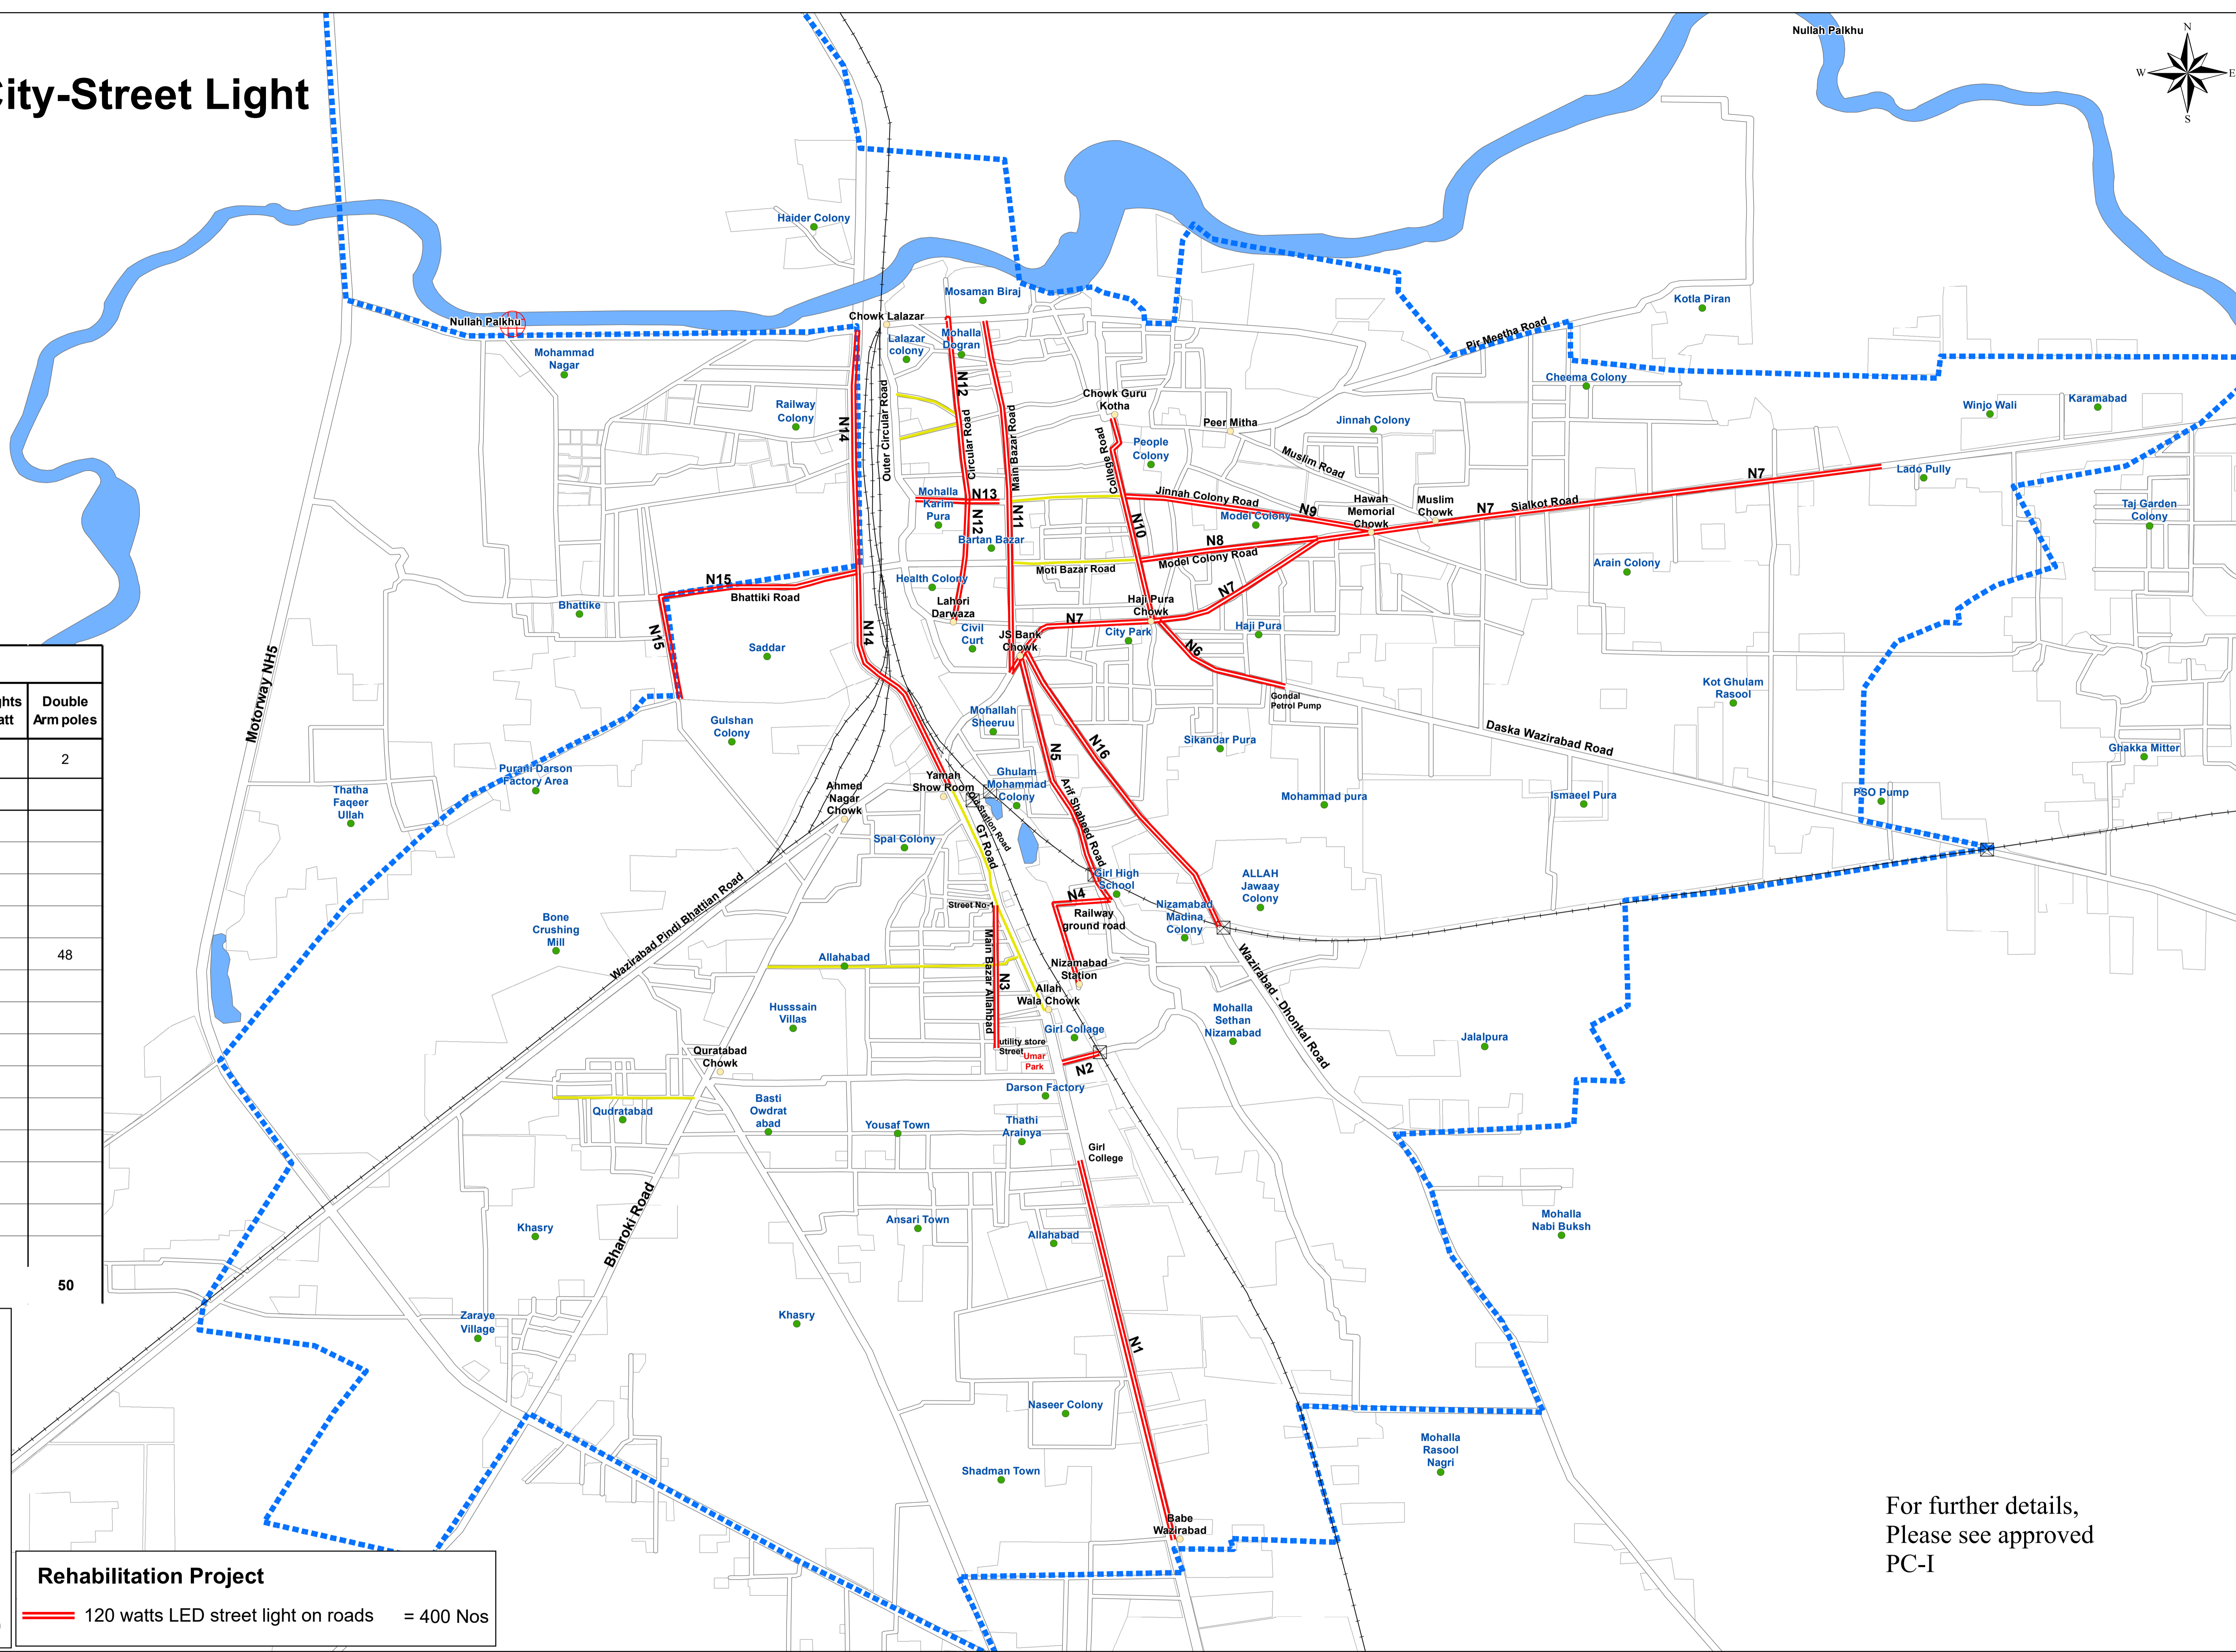 City-Street Light
Nullah Palkhu
N
W
E
S
Haider Colony
Mosaman Biraj
Kotla Piran
Nullah Palkhu
Chowk Lalazar
Pir Meetha Road
Lalazar
colony
Mohalla
Dogran
Mohammad
Nagar
Cheema Colony
N12
Chowk Guru
Kotha
Railway
Colony
Winjo Wali
Karamabad
N14
Outer Circular Road
Circular Road
Main Bazar Road
College Road
Peer Mitha
Jinnah Colony
People
Colony
Muslim Road
N7
Lado Pully
Mohalla
Karim
Pura
N13
N12
N11
Jinnah Colony Road
N9
Model Colony
Hawah
Memorial
Chowk
Muslim
Chowk
N7
Sialkot Road
Taj Garden
Colony
N10
Bartan Bazar
N8
Model Colony Road
Moti Bazar Road
Arain Colony
N15
Bhattiki Road
Health Colony
Bhattike
Lahori
Darwaza
Haji Pura
Chowk
N7
N7
N15
N14
Civil
Curt
JS Bank
Chowk
City Park
Haji Pura
Saddar
N6
Motorway NH5
Gondal
Petrol Pump
Kot Ghulam
Rasool
ghts
att
Double
Arm poles
2
48
50
Gulshan
Colony
Mohallah
Sheeruu
N5
N16
Sikandar Pura
Daska Wazirabad Road
Ghakka Mitter
Purani Darson
Factory Area
Thatha
Faqeer
Ullah
Ahmed
Nagar
Chowk
Yamah
Show Room
Ghulam
Mohammad
Colony
Mohammad pura
Ismaeel Pura
PSO Pump
Old Station Road
GT Road
Arif Shaheed Road
Spal Colony
Girl High
School
ALLAH
Jawaay
Colony
Street No-1
N4
Railway
ground road
Nizamabad
Madina
Colony
Bone
Crushing
Mill
Wazirabad Pindi Bhattian Road
Allahabad
Main Bazar Allahbad
N3
Nizamabad
Station
Wazirabad - Dhonkal Road
Allah
Wala Chowk
Husssain
Villas
Girl Collage
Mohalla
Sethan
Nizamabad
Jalalpura
utility store
Street
Umar
Park
N2
Quratabad
Chowk
Darson Factory
Qudratabad
Basti
Owdrat
abad
Yousaf Town
Thathi
Arainya
Girl
College
Bharoki Road
Khasry
Ansari Town
Allahabad
Mohalla
Nabi Buksh
Zaraye
Village
Khasry
N1
Naseer Colony
Mohalla
Rasool
Nagri
Shadman Town
Babe
Wazirabad
For further details,
Please see approved
PC-I
Rehabilitation Project
120 watts LED street light on roads = 400 Nos